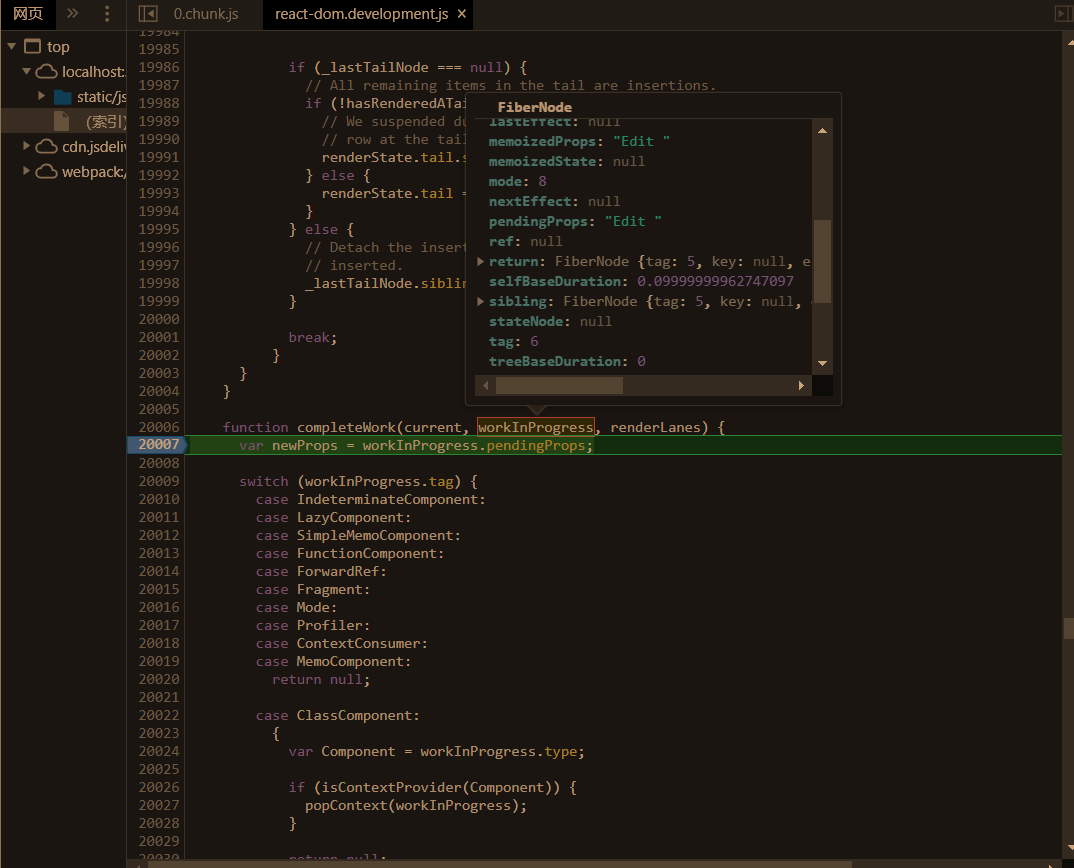 网页 » 0.chunk.js react-dom.development.js ×
top
localhost:
static/js
(索引)
cdn.jsdeliv
webpack:/
19984
19985
19986 if (_lastTailNode === null) {
19987 // All remaining items in the tail are insertions.
19988 if (!hasRenderedATai
19989 // We suspended du
19990 // row at the tail
19991 renderState.tail.s
19992 } else {
19993 renderState.tail =
19994 }
19995 } else {
19996 // Detach the insert
19997 // inserted.
19998 _lastTailNode.siblin
19999 }
20000
20001 break;
20002 }
20003 }
20004 }
20005
20006 function completeWork(current, workInProgress, renderLanes) {
20007 var newProps = workInProgress.pendingProps;
20008
20009 switch (workInProgress.tag) {
20010 case IndeterminateComponent:
20011 case LazyComponent:
20012 case SimpleMemoComponent:
20013 case FunctionComponent:
20014 case ForwardRef:
20015 case Fragment:
20016 case Mode:
20017 case Profiler:
20018 case ContextConsumer:
20019 case MemoComponent:
20020 return null;
20021
20022 case ClassComponent:
20023 {
20024 var Component = workInProgress.type;
20025
20026 if (isContextProvider(Component)) {
20027 popContext(workInProgress);
20028 }
20029
20030 return null;
FiberNode
lastEffect: null
memoizedProps: "Edit "
memoizedState: null
mode: 8
nextEffect: null
pendingProps: "Edit "
ref: null
return: FiberNode {tag: 5, key: null, e
selfBaseDuration: 0.09999999962747097
sibling: FiberNode {tag: 5, key: null,
stateNode: null
tag: 6
treeBaseDuration: 0